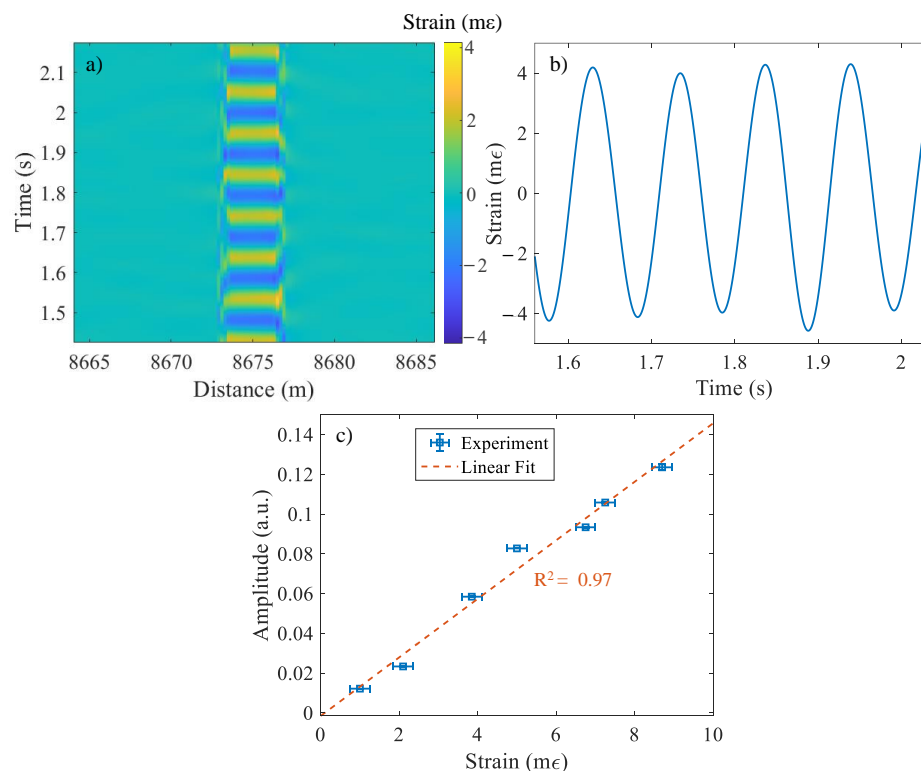 Strain (mε)
a)
2.1
2
1.9
1.8
1.7
1.6
1.5
Time (s)
8665 8670 8675 8680 8685
Distance (m)
4
2
0
−2
−4
b)
4
2
0
−2
−4
Strain (mϵ)
1.6 1.7 1.8 1.9 2
Time (s)
c)
0.14
0.12
0.1
0.08
0.06
0.04
0.02
0
Amplitude (a.u.)
Experiment
Linear Fit
R² = 0.97
0 2 4 6 8 10
Strain (mϵ)